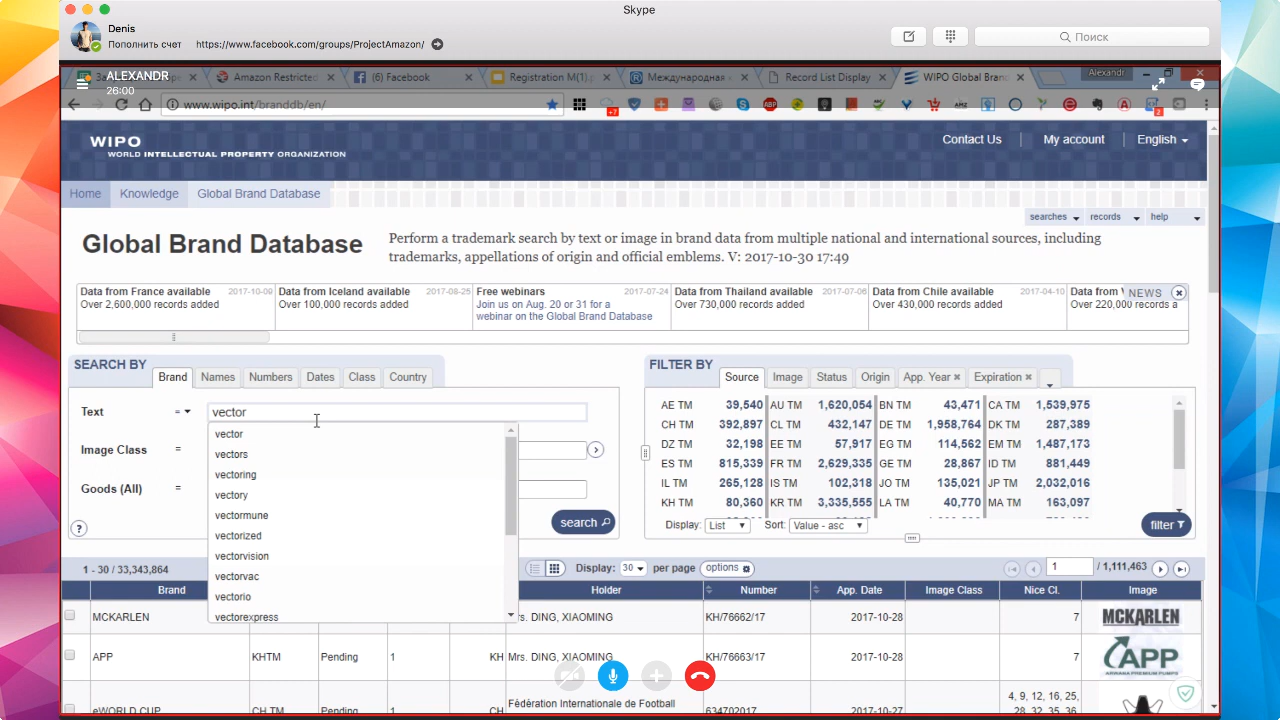 Skype
Denis
Пополнить счет https://www.facebook.com/groups/ProjectAmazon/
Поиск
ALEXANDR
26:00
Amazon Restricted
(6) Facebook
Registration M(1).p
Международная
Record List Display
WIPO Global Bran
Alexandr
www.wipo.int/branddb/en/
+7
ABP
AMZ
2
WIPO
WORLD INTELLECTUAL PROPERTY ORGANIZATION
Contact Us
My account
English
Home
Knowledge
Global Brand Database
searches
records
help
Global Brand Database
Perform a trademark search by text or image in brand data from multiple national and international sources, including
trademarks, appellations of origin and official emblems. V: 2017-10-30 17:49
Data from France available 2017-10-09
Over 2,600,000 records added
Data from Iceland available 2017-08-25
Over 100,000 records added
Free webinars 2017-07-24
Join us on Aug. 20 or 31 for a
webinar on the Global Brand Database
Data from Thailand available 2017-07-06
Over 730,000 records added
Data from Chile available 2017-04-10
Over 430,000 records added
Data from
Over 220,000 records a
NEWS
SEARCH BY
Brand Names Numbers Dates Class Country
Text = vector
Image Class =
Goods (All) =
vector
vectors
vectoring
vectory
vectormune
vectorized
vectorvision
vectorvac
vectorio
vectorexpress
?
search
FILTER BY
Source Image Status Origin App. Year Expiration
AE TM 39,540 AU TM 1,620,054 BN TM 43,471 CA TM 1,539,975
CH TM 392,897 CL TM 432,147 DE TM 1,958,764 DK TM 287,389
DZ TM 32,198 EE TM 57,917 EG TM 114,562 EM TM 1,487,173
ES TM 815,339 FR TM 2,629,335 GE TM 28,867 ID TM 881,449
IL TM 265,128 IS TM 102,318 JO TM 135,021 JP TM 2,032,016
KH TM 80,360 KR TM 3,335,555 LA TM 40,770 MA TM 163,097
Display: List Sort: Value - asc
filter
1 - 30 / 33,343,864
Display: 30 per page options
1 / 1,111,463
Brand Holder Number App. Date Image Class Nice Cl. Image
MCKARLEN Mrs. DING, XIAOMING KH/76662/17 2017-10-28 7 MCKARLEN
APP KHTM Pending 1 KH Mrs. DING, XIAOMING KH/76663/17 2017-10-28 7 APP
eWORLD CUP CH TM Pending 1 CH Fédération Internationale de Football 634702017 2017-10-27 4, 9, 12, 16, 25,
28, 32, 35, 36,